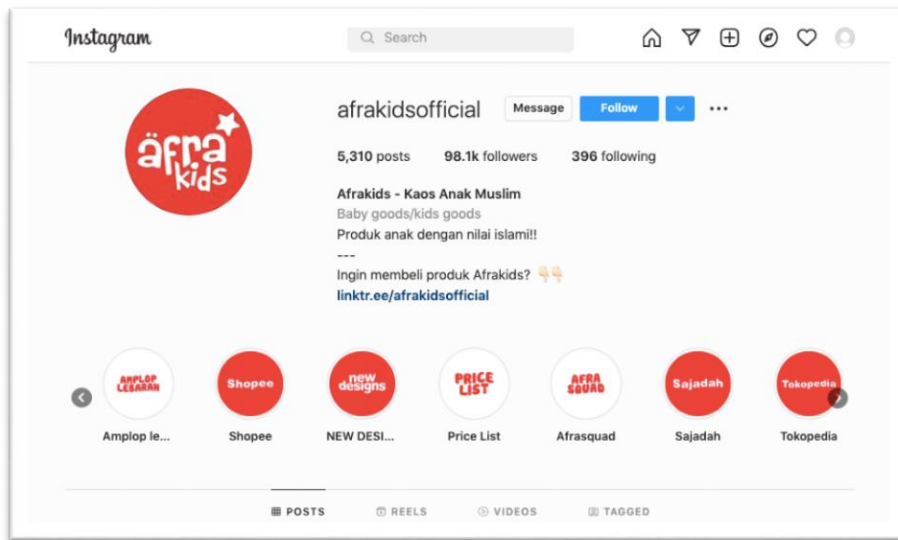 Instagram
Search
äfra
kids
afrakidsofficial Message Follow
5,310 posts 98.1k followers 396 following
Afrakids - Kaos Anak Muslim
Baby goods/kids goods
Produk anak dengan nilai islami!!
---
Ingin membeli produk Afrakids? 👇🏻👇🏻
linktr.ee/afrakidsofficial
AMPLOP
LEBARAN
Shopee
new
designs
PRICE
LIST
AFRA
SQUAD
Sajadah
Tokopedia
Amplop le... Shopee NEW DESI... Price List Afrasquad Sajadah Tokopedia
POSTS REELS VIDEOS TAGGED